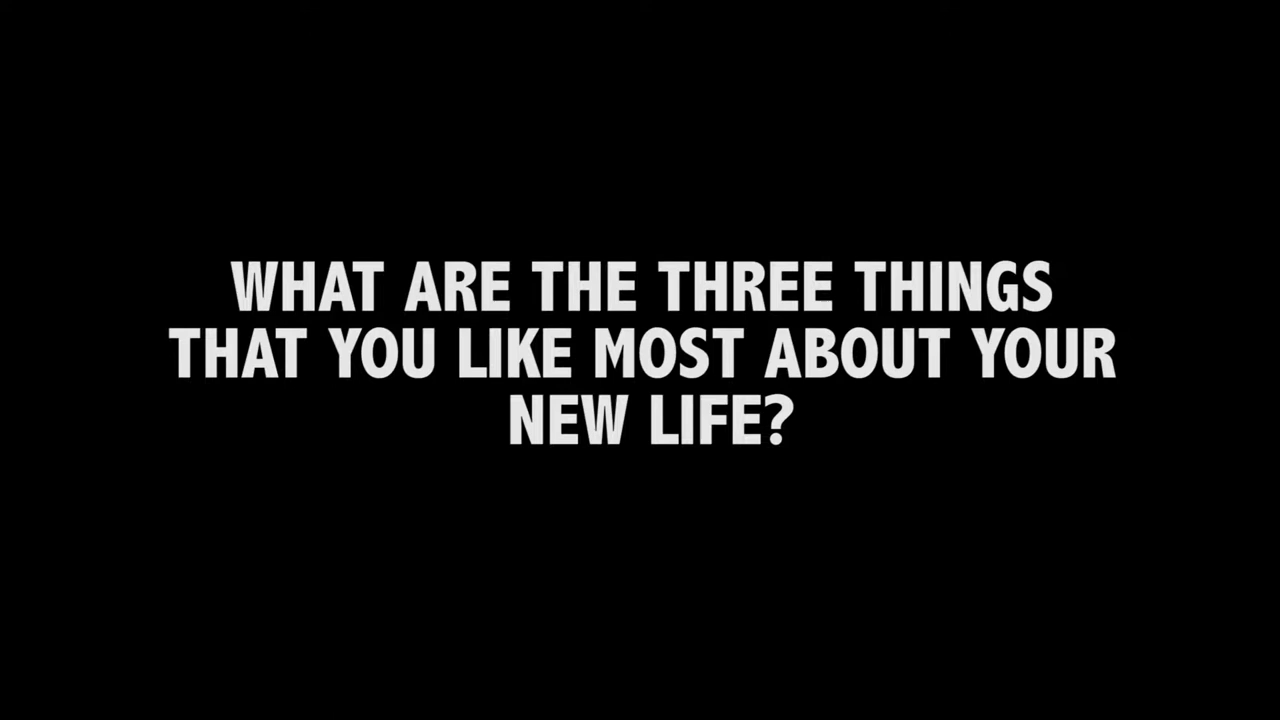 WHAT ARE THE THREE THINGS
THAT YOU LIKE MOST ABOUT YOUR
NEW LIFE?